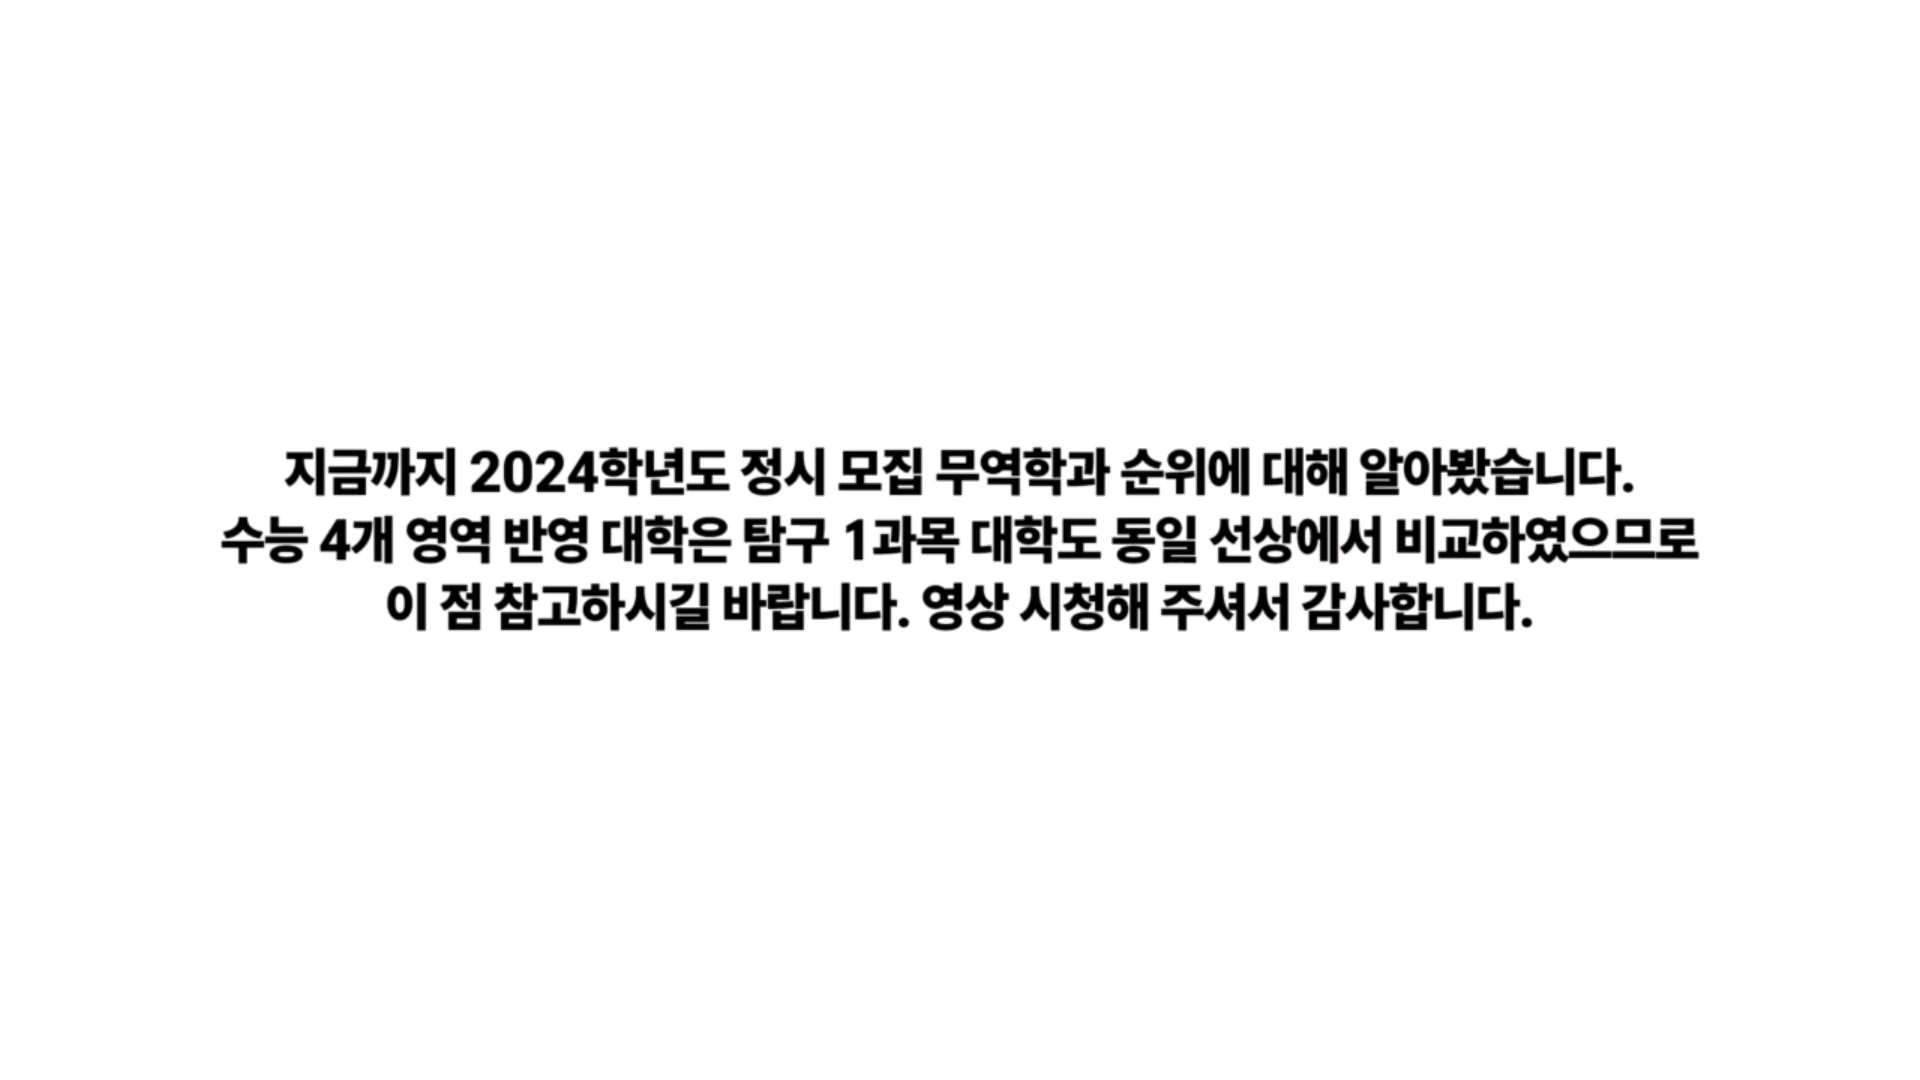 지금까지 2024학년도 정시 모집 무역학과 순위에 대해 알아봤습니다.
수능 4개 영역 반영 대학은 탐구 1과목 대학도 동일 선상에서 비교하였으므로
이 점 참고하시길 바랍니다. 영상 시청해 주셔서 감사합니다.